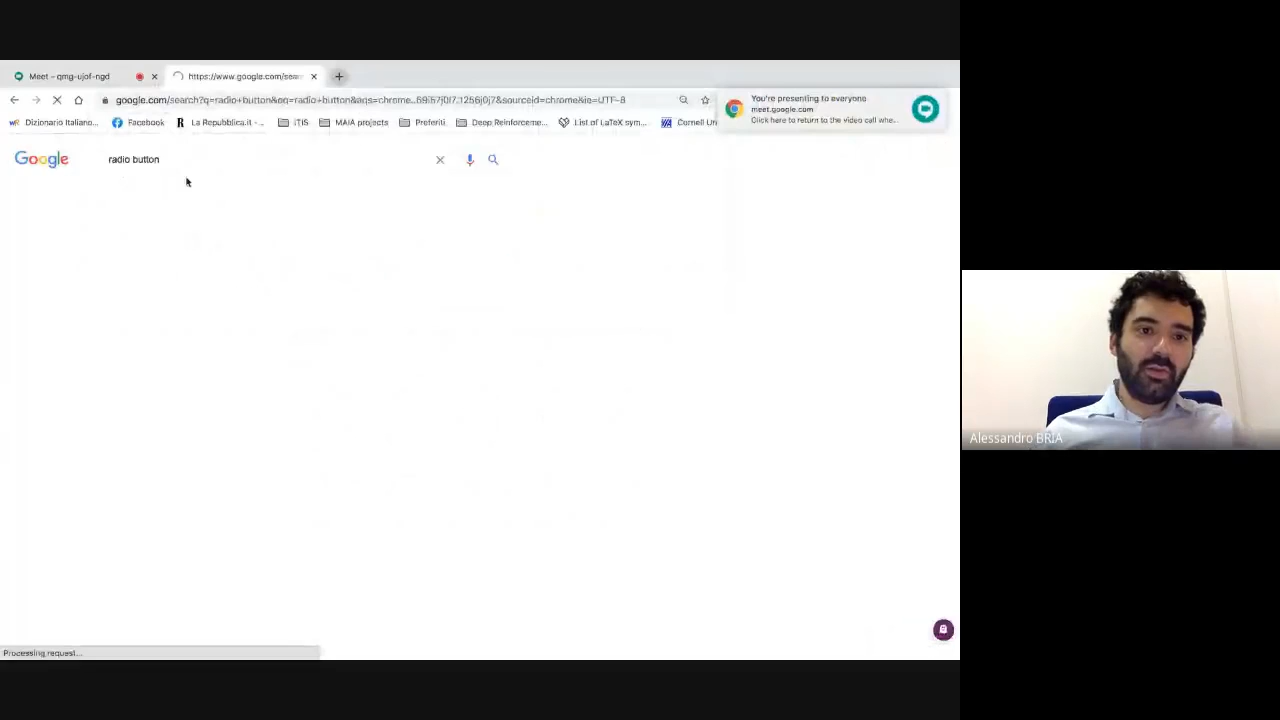 Meet – qmg-ujof-ngd
https://www.google.com/sear
google.com/search?q=radio+button&oq=radio+button&aqs=chrome..69i57j0l7.1256j0j7&sourceid=chrome&ie=UTF-8
You're presenting to everyone
meet.google.com
Click here to return to the video call whe...
Dizionario Italiano...
Facebook
R La Repubblica.it - ...
ITIS
MAIA projects
Preferiti
Deep Reinforceme...
List of LaTeX sym...
Cornell Un
Google
radio button
Alessandro BRIA
Processing request...